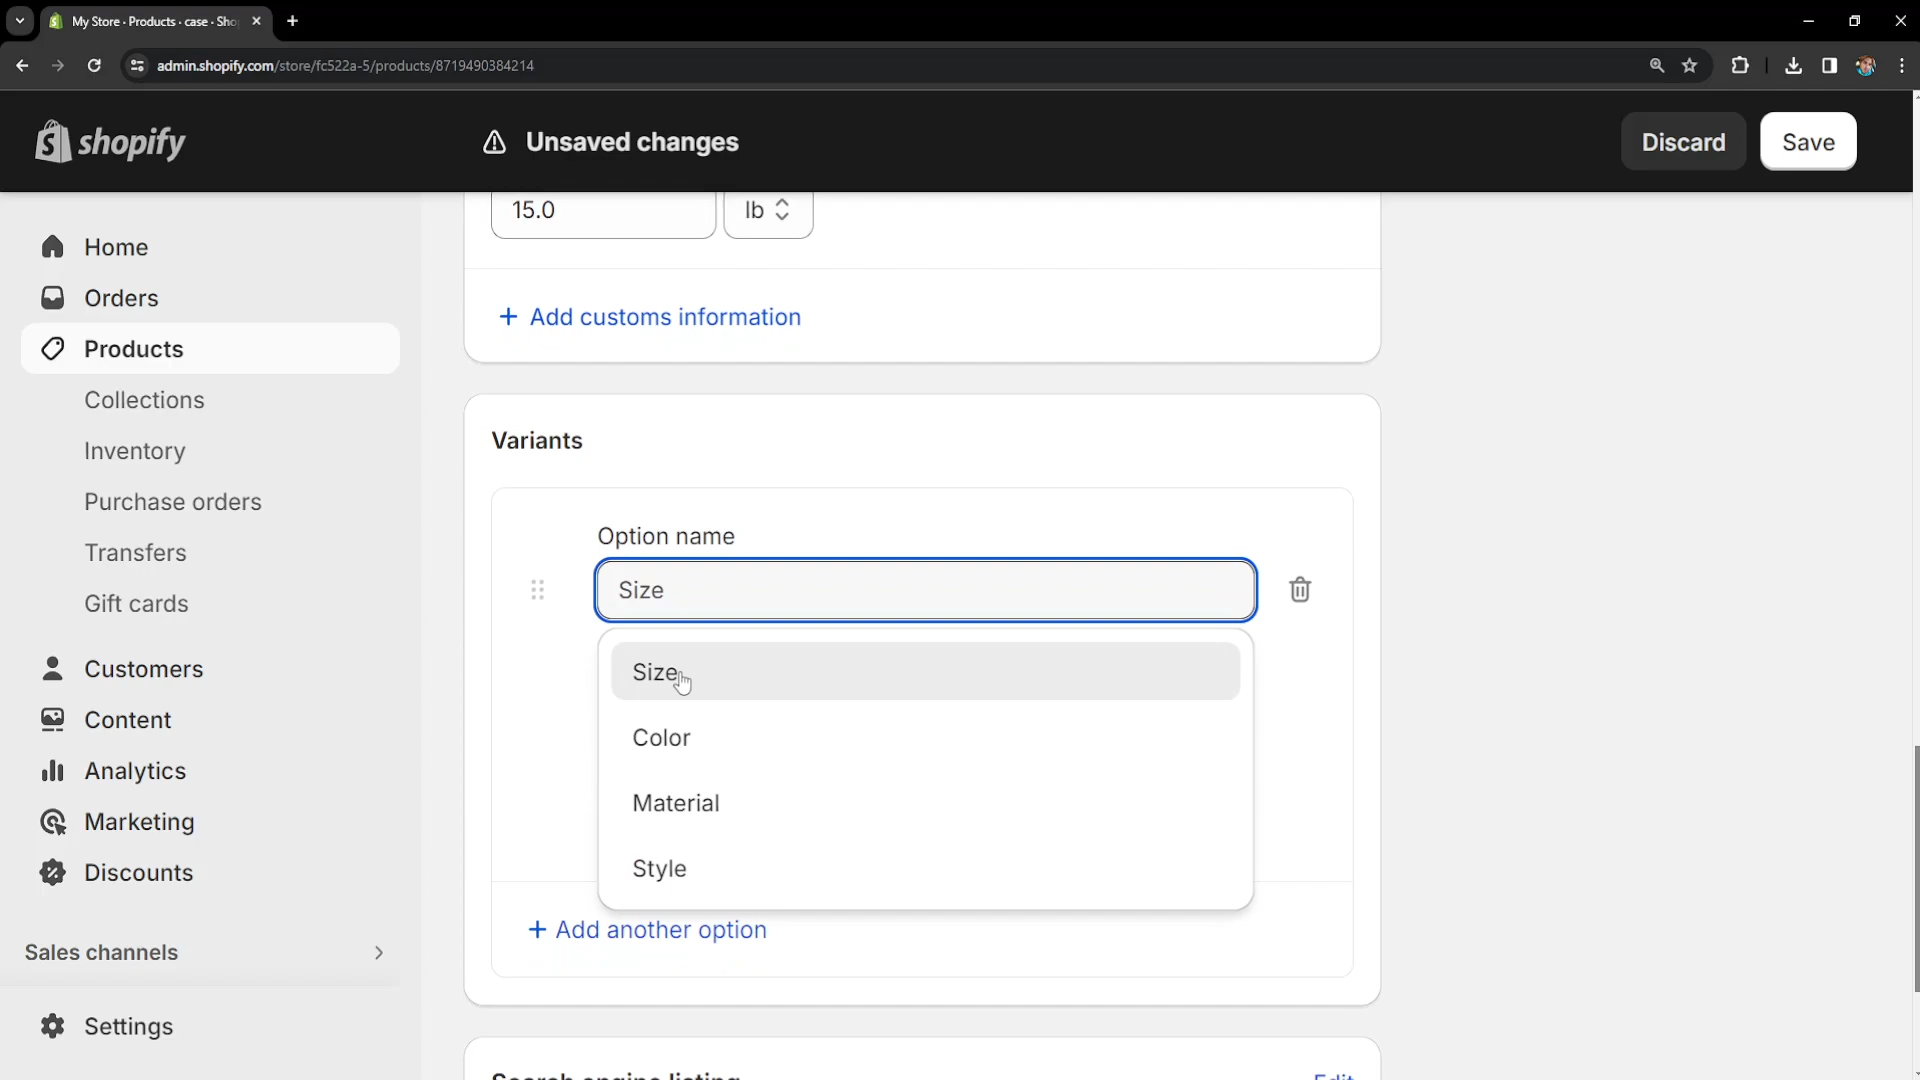 My Store · Products · case · Sho
admin.shopify.com/store/fc522a-5/products/8719490384214
shopify
Unsaved changes
Discard
Save
15.0
lb
Home
Orders
Products
Collections
Inventory
Purchase orders
Transfers
Gift cards
Customers
Content
Analytics
Marketing
Discounts
Sales channels
Settings
+ Add customs information
Variants
Option name
Size
Size
Color
Material
Style
+ Add another option
Search engine listing
Edit